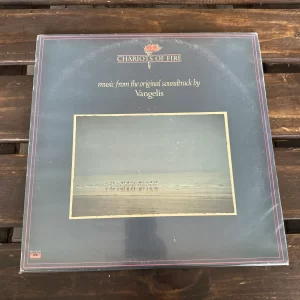 CHARIOTS OF FIRE
music from the original soundtrack by
Vangelis